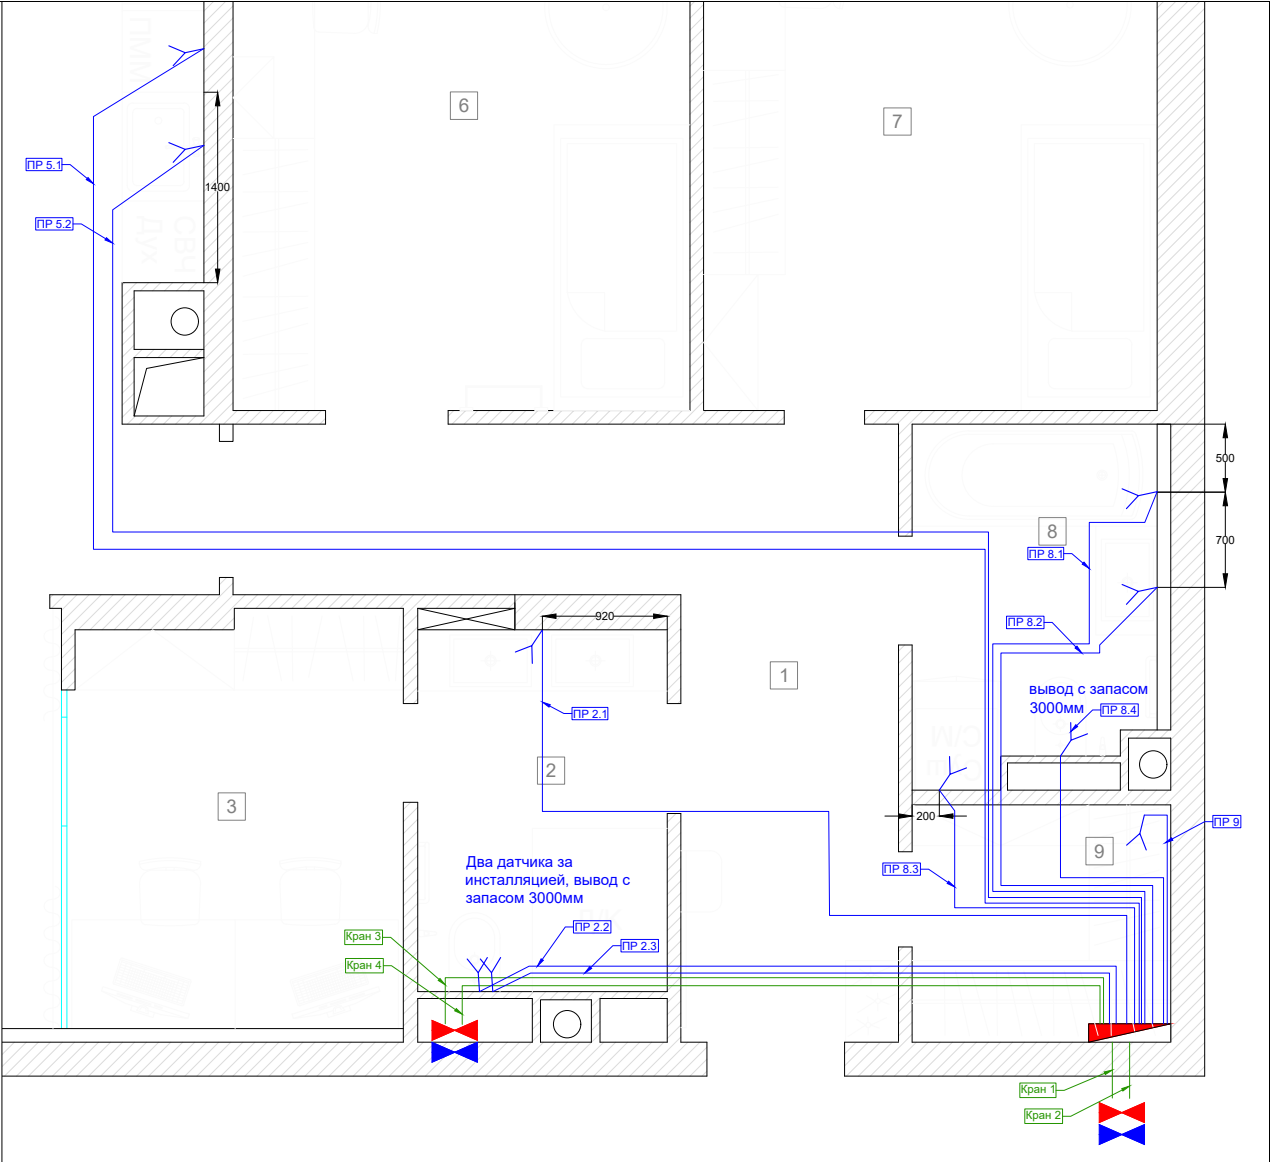 ПММ
6
7
ПР 5.1
1400
ПР 5.2
СВЧ
Дух
500
8
700
ПР 8.1
920
ПР 8.2
1
вывод с запасом
3000мм
ПР 8.4
ПР 2.1
С/М
2
3
200
ПР 9
9
Два датчика за
инсталляцией, вывод с
запасом 3000мм
ПР 8.3
ПР 2.2
Кран 3
ПР 2.3
Кран 4
Кран 1
Кран 2